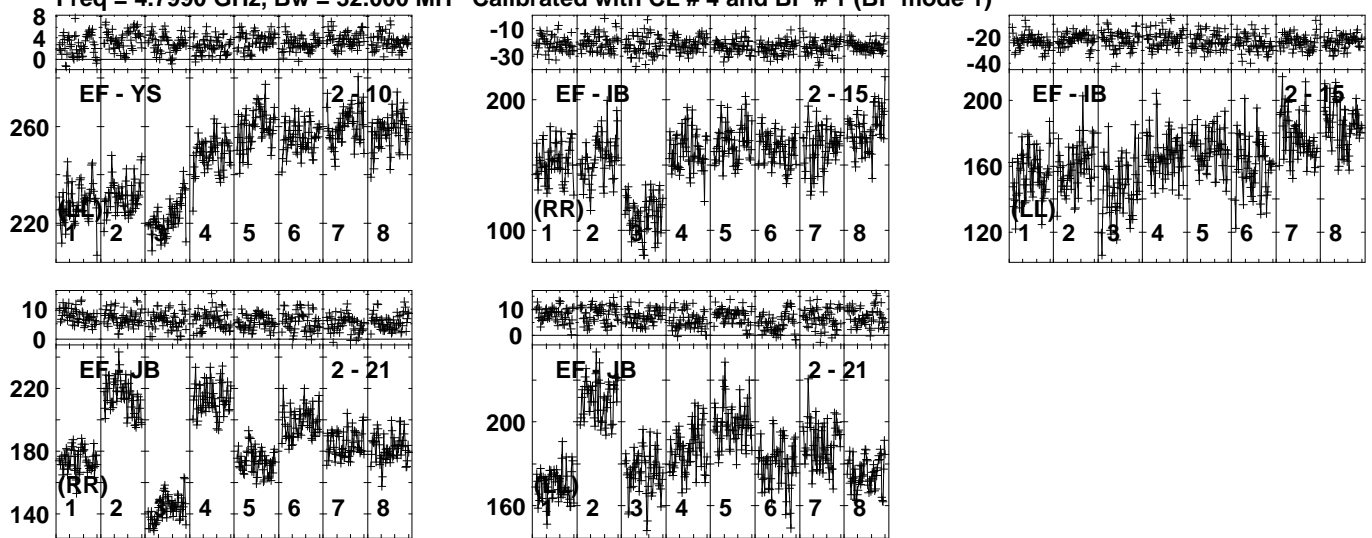 Freq = 4.7990 GHz, Bw = 32.000 MH Calibrated with CL # 4 and BP # 1 (BP mode 1)
8
4
0
EF - YS 2 - 10
260
220
(LL)
1 2 3 4 5 6 7 8
-10
-30
EF - IB 2 - 15
200
100
(RR)
1 2 3 4 5 6 7 8
-20
-40
EF - IB 2 - 15
200
160
120
(LL)
1 2 3 4 5 6 7 8
10
0
EF - JB 2 - 21
220
180
140
(RR)
1 2 3 4 5 6 7 8
10
0
EF - JB 2 - 21
200
160
(LL)
1 2 3 4 5 6 7 8